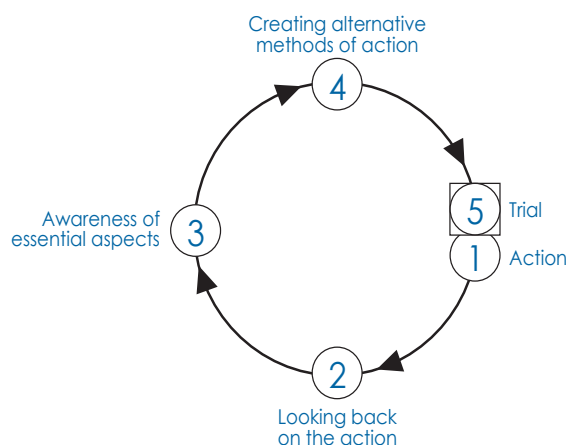 Creating alternative
methods of action
4
5 Trial
Awareness of
essential aspects
3
1 Action
2
Looking back
on the action